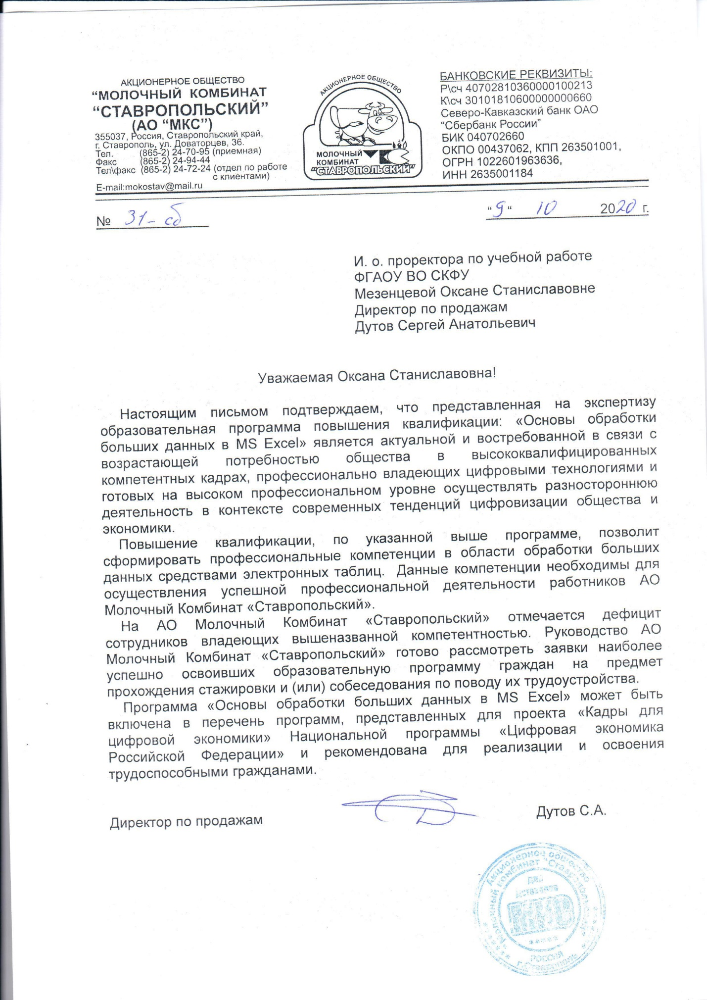 АКЦИОНЕРНОЕ ОБЩЕСТВО
“МОЛОЧНЫЙ КОМБИНАТ
“СТАВРОПОЛЬСКИЙ”
(АО “МКС”)
355037, Россия, Ставропольский край,
г. Ставрополь, ул. Доваторцев, 36.
Тел. (865-2) 24-70-95 (приемная)
Факс (865-2) 24-94-44
Тел\факс (865-2) 24-72-24 (отдел по работе
с клиентами)
E-mail:mokostav@mail.ru
АКЦИОНЕРНОЕ ОБЩЕСТВО
МОЛОЧНЫЙ
КОМБИНАТ
"СТАВРОПОЛЬСКИЙ"
БАНКОВСКИЕ РЕКВИЗИТЫ:
Р\сч 40702810360000100213
К\сч 30101810600000000660
Северо-Кавказский банк ОАО
“Сбербанк России”
БИК 040702660
ОКПО 00437062, КПП 263501001,
ОГРН 1022601963636,
ИНН 2635001184
№ 31-сб
“9“ 10 2020 г.
И. о. проректора по учебной работе
ФГАОУ ВО СКФУ
Мезенцевой Оксане Станиславовне
Директор по продажам
Дутов Сергей Анатольевич
Уважаемая Оксана Станиславовна!
Настоящим письмом подтверждаем, что представленная на экспертизу
образовательная программа повышения квалификации: «Основы обработки
больших данных в MS Excel» является актуальной и востребованной в связи с
возрастающей потребностью общества в высококвалифицированных
компетентных кадрах, профессионально владеющих цифровыми технологиями и
готовых на высоком профессиональном уровне осуществлять разностороннюю
деятельность в контексте современных тенденций цифровизации общества и
экономики.
Повышение квалификации, по указанной выше программе, позволит
сформировать профессиональные компетенции в области обработки больших
данных средствами электронных таблиц. Данные компетенции необходимы для
осуществления успешной профессиональной деятельности работников АО
Молочный Комбинат «Ставропольский».
На АО Молочный Комбинат «Ставропольский» отмечается дефицит
сотрудников владеющих вышеназванной компетентностью. Руководство АО
Молочный Комбинат «Ставропольский» готово рассмотреть заявки наиболее
успешно освоивших образовательную программу граждан на предмет
прохождения стажировки и (или) собеседования по поводу их трудоустройства.
Программа «Основы обработки больших данных в MS Excel» может быть
включена в перечень программ, представленных для проекта «Кадры для
цифровой экономики» Национальной программы «Цифровая экономика
Российской Федерации» и рекомендована для реализации и освоения
трудоспособными гражданами.
Директор по продажам
Дутов С.А.
Акционерное общество
"Молочный комбинат "Ставропольский"
для
МКС
*****
РОССИЯ
г.Ставрополь